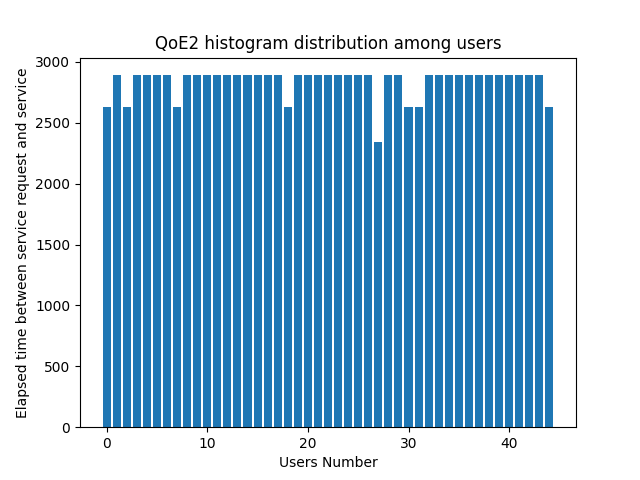 QoE2 histogram distribution among users
Elapsed time between service request and service
3000
2500
2000
1500
1000
500
0
0 10 20 30 40
Users Number